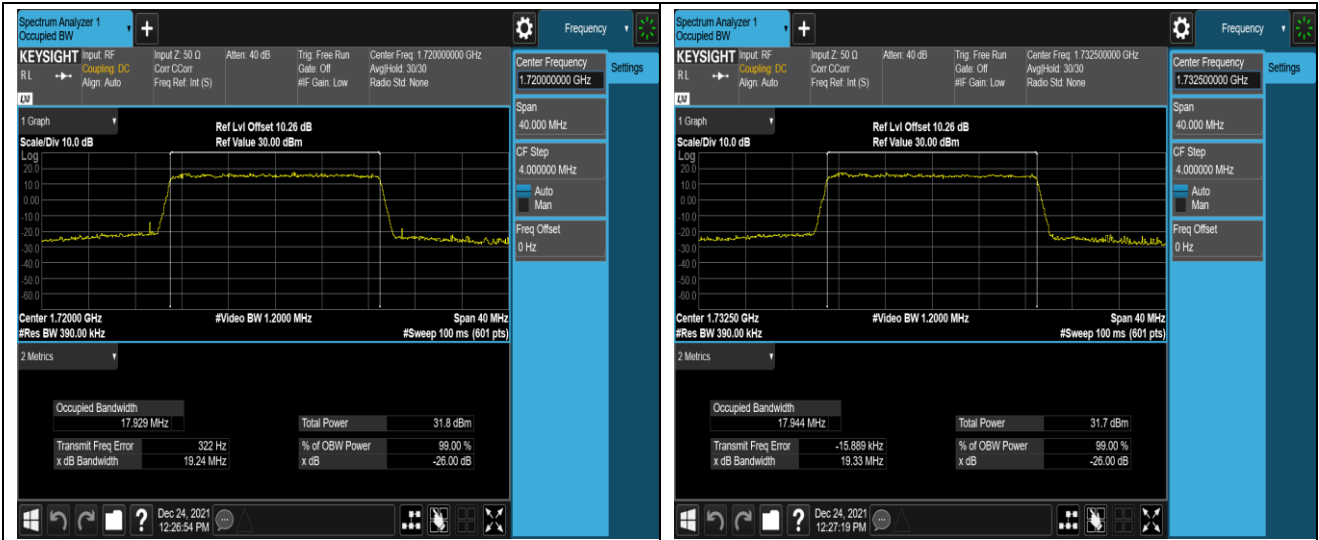 Spectrum Analyzer 1
Occupied BW
+
Frequency
KEYSIGHT
Input: RF
Coupling: DC
Align: Auto
Input Z: 50 Ω
Corr CCorr
Freq Ref: Int (S)
Atten: 40 dB
Trig: Free Run
Gate: Off
#IF Gain: Low
Center Freq: 1.720000000 GHz
Avg|Hold: 30/30
Radio Std: None
RL
LXI
Center Frequency
1.720000000 GHz
Settings
Span
40.000 MHz
CF Step
4.000000 MHz
Auto
Man
Freq Offset
0 Hz
1 Graph
Ref Lvl Offset 10.26 dB
Scale/Div 10.0 dB
Ref Value 30.00 dBm
Log
20.0
10.0
0.00
-10.0
-20.0
-30.0
-40.0
-50.0
-60.0
Center 1.72000 GHz
#Video BW 1.2000 MHz
Span 40 MHz
#Res BW 390.00 kHz
#Sweep 100 ms (601 pts)
2 Metrics
Occupied Bandwidth
17.929 MHz
Total Power 31.8 dBm
Transmit Freq Error 322 Hz
% of OBW Power 99.00 %
x dB Bandwidth 19.24 MHz
x dB -26.00 dB
?
Dec 24, 2021
12:26:54 PM
Spectrum Analyzer 1
Occupied BW
+
Frequency
KEYSIGHT
Input: RF
Coupling: DC
Align: Auto
Input Z: 50 Ω
Corr CCorr
Freq Ref: Int (S)
Atten: 40 dB
Trig: Free Run
Gate: Off
#IF Gain: Low
Center Freq: 1.732500000 GHz
Avg|Hold: 30/30
Radio Std: None
RL
LXI
Center Frequency
1.732500000 GHz
Settings
Span
40.000 MHz
CF Step
4.000000 MHz
Auto
Man
Freq Offset
0 Hz
1 Graph
Ref Lvl Offset 10.26 dB
Scale/Div 10.0 dB
Ref Value 30.00 dBm
Log
20.0
10.0
0.00
-10.0
-20.0
-30.0
-40.0
-50.0
-60.0
Center 1.73250 GHz
#Video BW 1.2000 MHz
Span 40 MHz
#Res BW 390.00 kHz
#Sweep 100 ms (601 pts)
2 Metrics
Occupied Bandwidth
17.944 MHz
Total Power 31.7 dBm
Transmit Freq Error -15.889 kHz
% of OBW Power 99.00 %
x dB Bandwidth 19.33 MHz
x dB -26.00 dB
?
Dec 24, 2021
12:27:19 PM